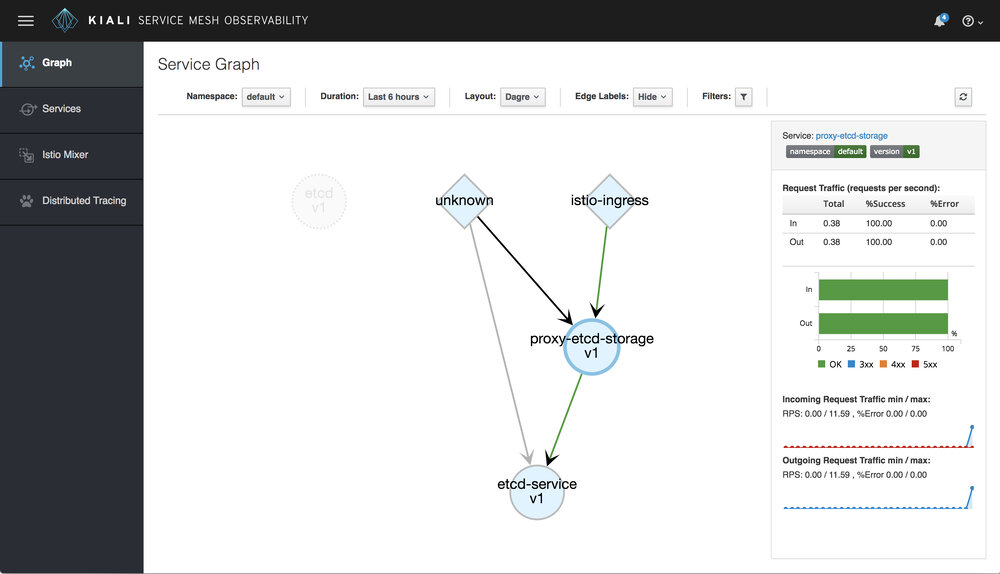 KIALI SERVICE MESH OBSERVABILITY
4
Graph
Services
Istio Mixer
Distributed Tracing
Service Graph
Namespace: default
Duration: Last 6 hours
Layout: Dagre
Edge Labels: Hide
Filters:
etcd
v1
unknown
istio-ingress
proxy-etcd-storage
v1
etcd-service
v1
Service: proxy-etcd-storage
namespace default version v1
Request Traffic (requests per second):
Total %Success %Error
In 0.38 100.00 0.00
Out 0.38 100.00 0.00
In
Out
%
0 25 50 75 100
OK 3xx 4xx 5xx
Incoming Request Traffic min / max:
RPS: 0.00 / 11.59 , %Error 0.00 / 0.00
Outgoing Request Traffic min / max:
RPS: 0.00 / 11.59 , %Error 0.00 / 0.00